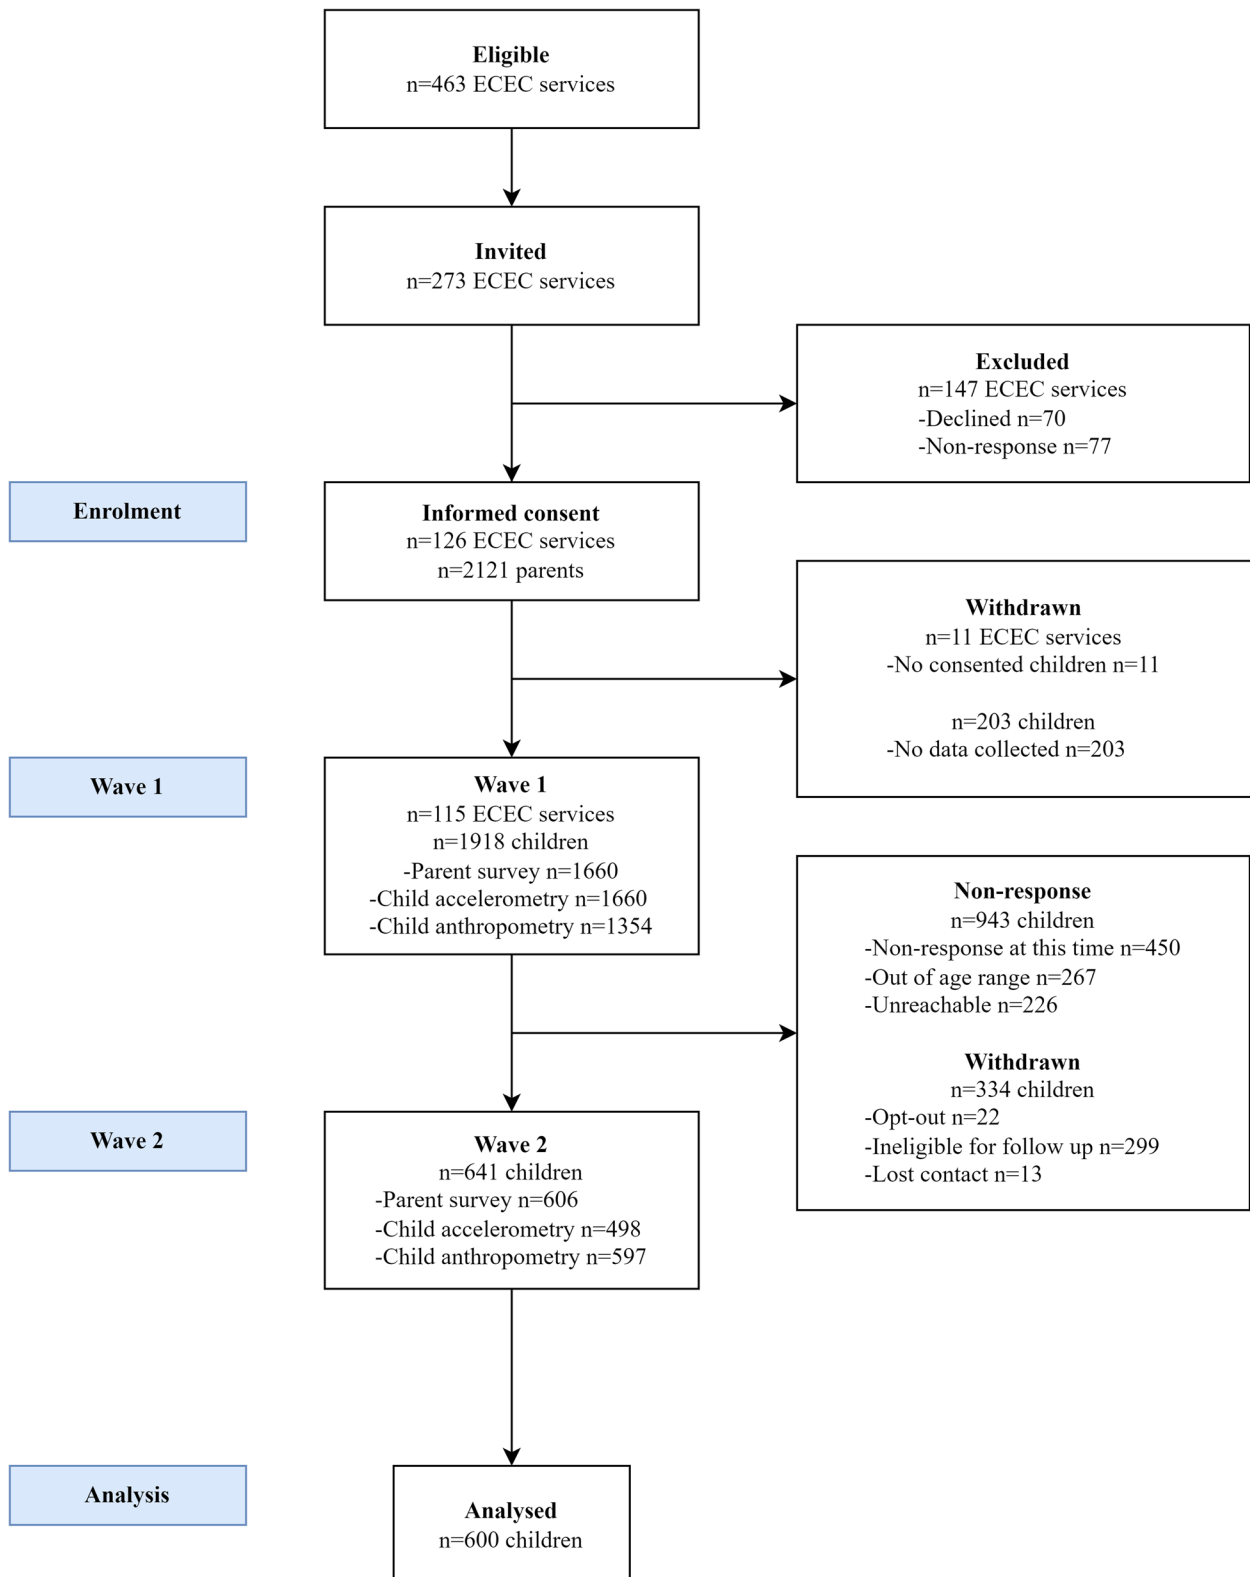 Eligible
n=463 ECEC services
Invited
n=273 ECEC services
Excluded
n=147 ECEC services
-Declined n=70
-Non-response n=77
Enrolment
Informed consent
n=126 ECEC services
n=2121 parents
Withdrawn
n=11 ECEC services
-No consented children n=11
n=203 children
-No data collected n=203
Wave 1
Wave 1
n=115 ECEC services
n=1918 children
-Parent survey n=1660
-Child accelerometry n=1660
-Child anthropometry n=1354
Non-response
n=943 children
-Non-response at this time n=450
-Out of age range n=267
-Unreachable n=226
Withdrawn
n=334 children
-Opt-out n=22
-Ineligible for follow up n=299
-Lost contact n=13
Wave 2
Wave 2
n=641 children
-Parent survey n=606
-Child accelerometry n=498
-Child anthropometry n=597
Analysis
Analysed
n=600 children